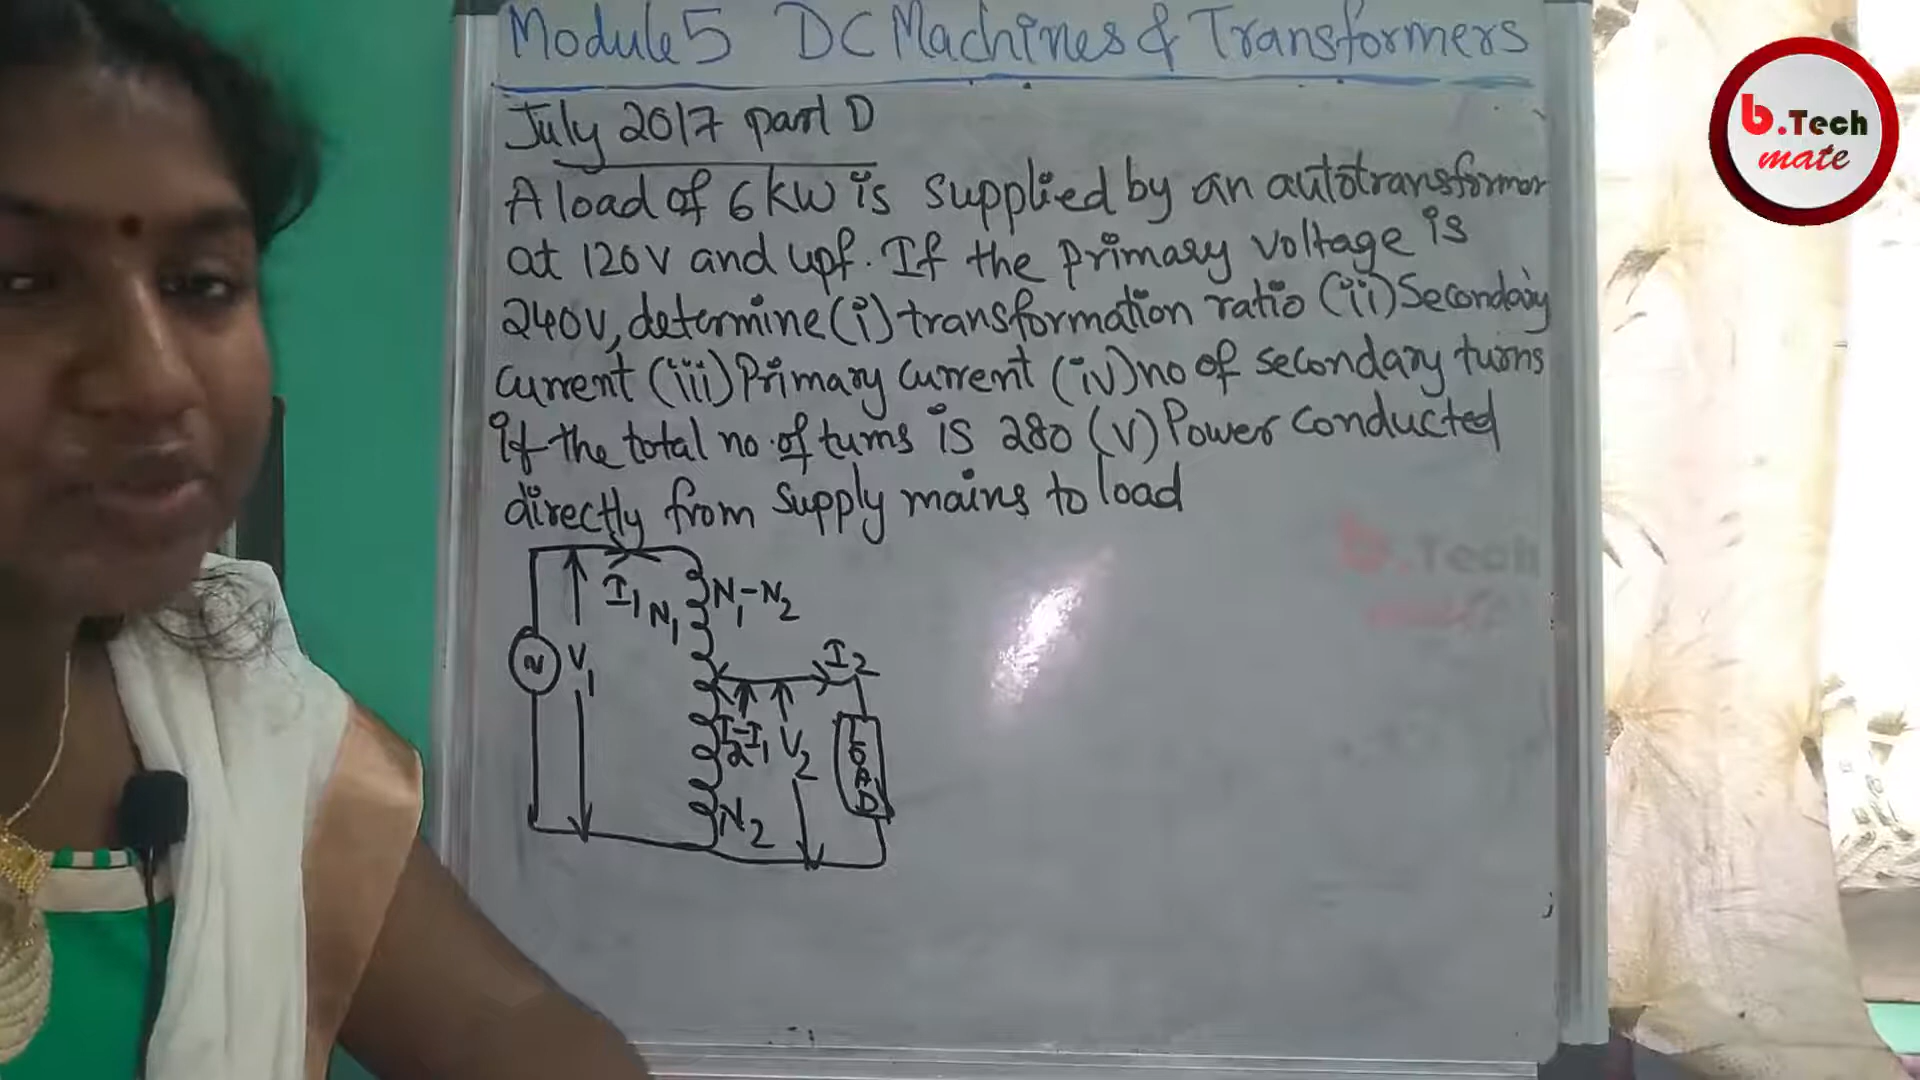 Module 5 DC Machines & Transformers
July 2017 part D
A load of 6kW is supplied by an autotransformer
at 120V and upf. If the primary voltage is
240V, determine (i) transformation ratio (ii) Secondary
current (iii) Primary current (iv) no of secondary turns
if the total no. of turns is 280 (v) Power conducted
directly from supply mains to load
I1
N1
N1-N2
V1
I2
I2-I1
V2
LOAD
N2
b.Tech
mate
b.Tech